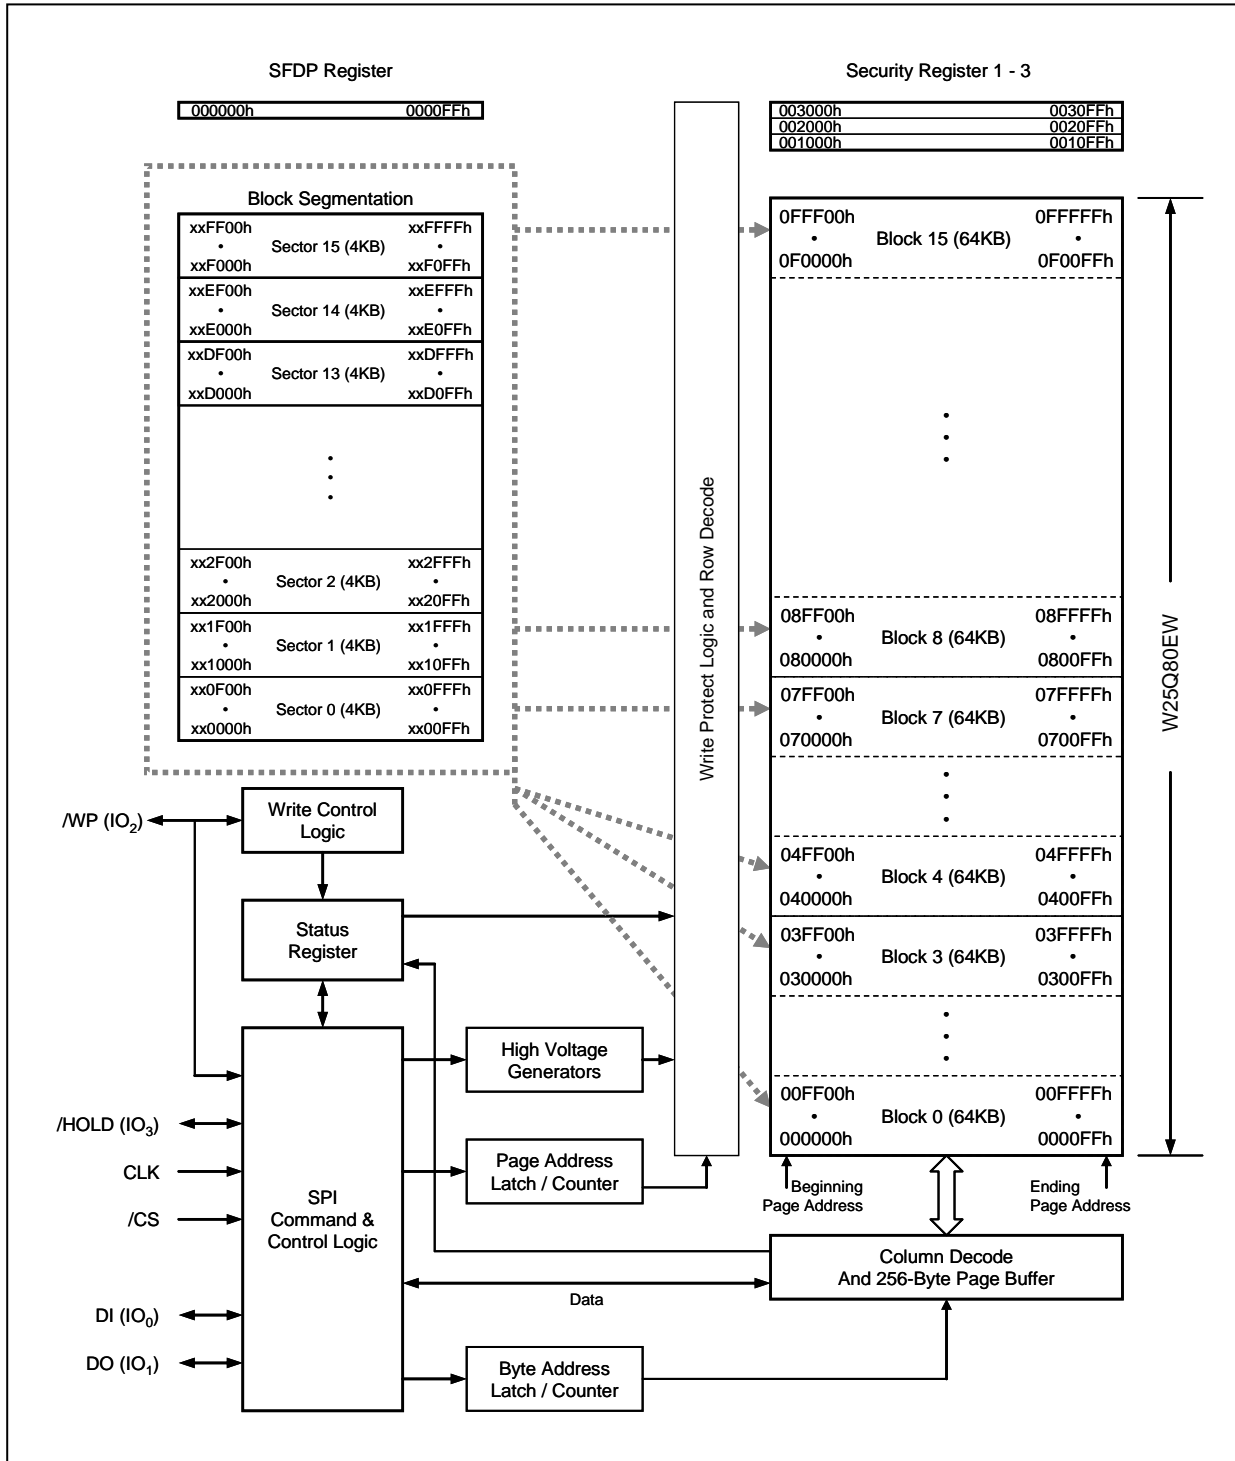 SFDP Register
000000h 0000FFh
Security Register 1 - 3
003000h 0030FFh
002000h 0020FFh
001000h 0010FFh
Block Segmentation
xxFF00h xxFFFFh
• Sector 15 (4KB) •
xxF000h xxF0FFh
xxEF00h xxEFFFh
• Sector 14 (4KB) •
xxE000h xxE0FFh
xxDF00h xxDFFFh
• Sector 13 (4KB) •
xxD000h xxD0FFh
•
•
•
xx2F00h xx2FFFh
• Sector 2 (4KB) •
xx2000h xx20FFh
xx1F00h xx1FFFh
• Sector 1 (4KB) •
xx1000h xx10FFh
xx0F00h xx0FFFh
• Sector 0 (4KB) •
xx0000h xx00FFh
Write Protect Logic and Row Decode
0FFF00h 0FFFFFh
• Block 15 (64KB) •
0F0000h 0F00FFh
•
•
•
08FF00h 08FFFFh
• Block 8 (64KB) •
080000h 0800FFh
07FF00h 07FFFFh
• Block 7 (64KB) •
070000h 0700FFh
•
•
•
04FF00h 04FFFFh
• Block 4 (64KB) •
040000h 0400FFh
03FF00h 03FFFFh
• Block 3 (64KB) •
030000h 0300FFh
•
•
•
00FF00h 00FFFFh
• Block 0 (64KB) •
000000h 0000FFh
W25Q80EW
Beginning
Page Address
Ending
Page Address
/WP (IO2)
Write Control
Logic
Status
Register
High Voltage
Generators
/HOLD (IO3)
CLK
/CS
SPI
Command &
Control Logic
Page Address
Latch / Counter
Column Decode
And 256-Byte Page Buffer
Data
DI (IO0)
DO (IO1)
Byte Address
Latch / Counter